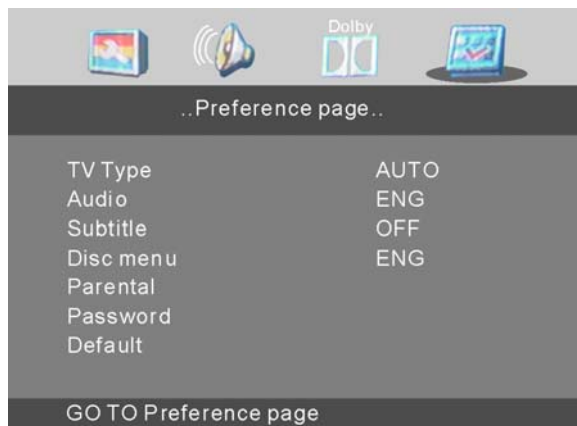 Dolby
..Preference page..
TV Type AUTO
Audio ENG
Subtitle OFF
Disc menu ENG
Parental
Password
Default
GO TO Preference page